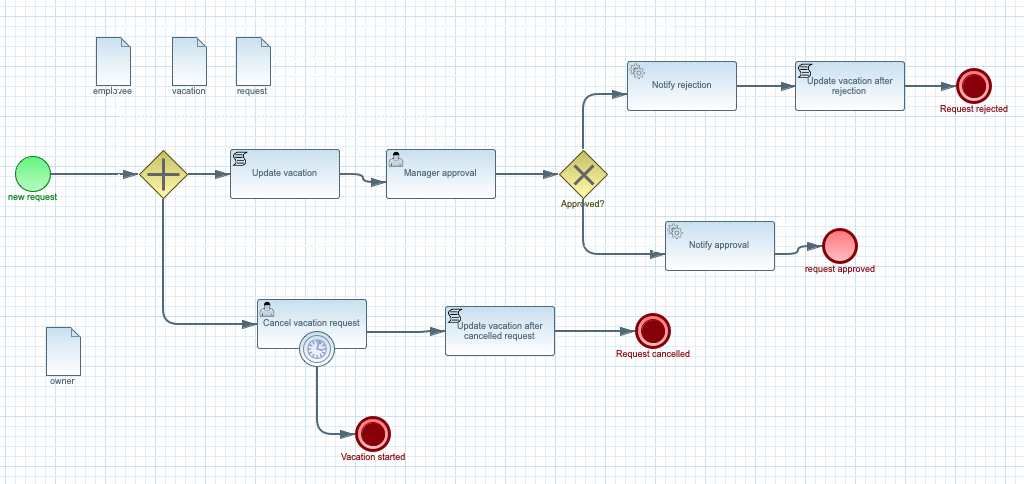 employee
vacation
request
Notify rejection
Update vacation after
rejection
Request rejected
new request
Update vacation
Manager approval
Approved?
Notify approval
request approved
Cancel vacation request
Update vacation after
cancelled request
Request cancelled
owner
Vacation started